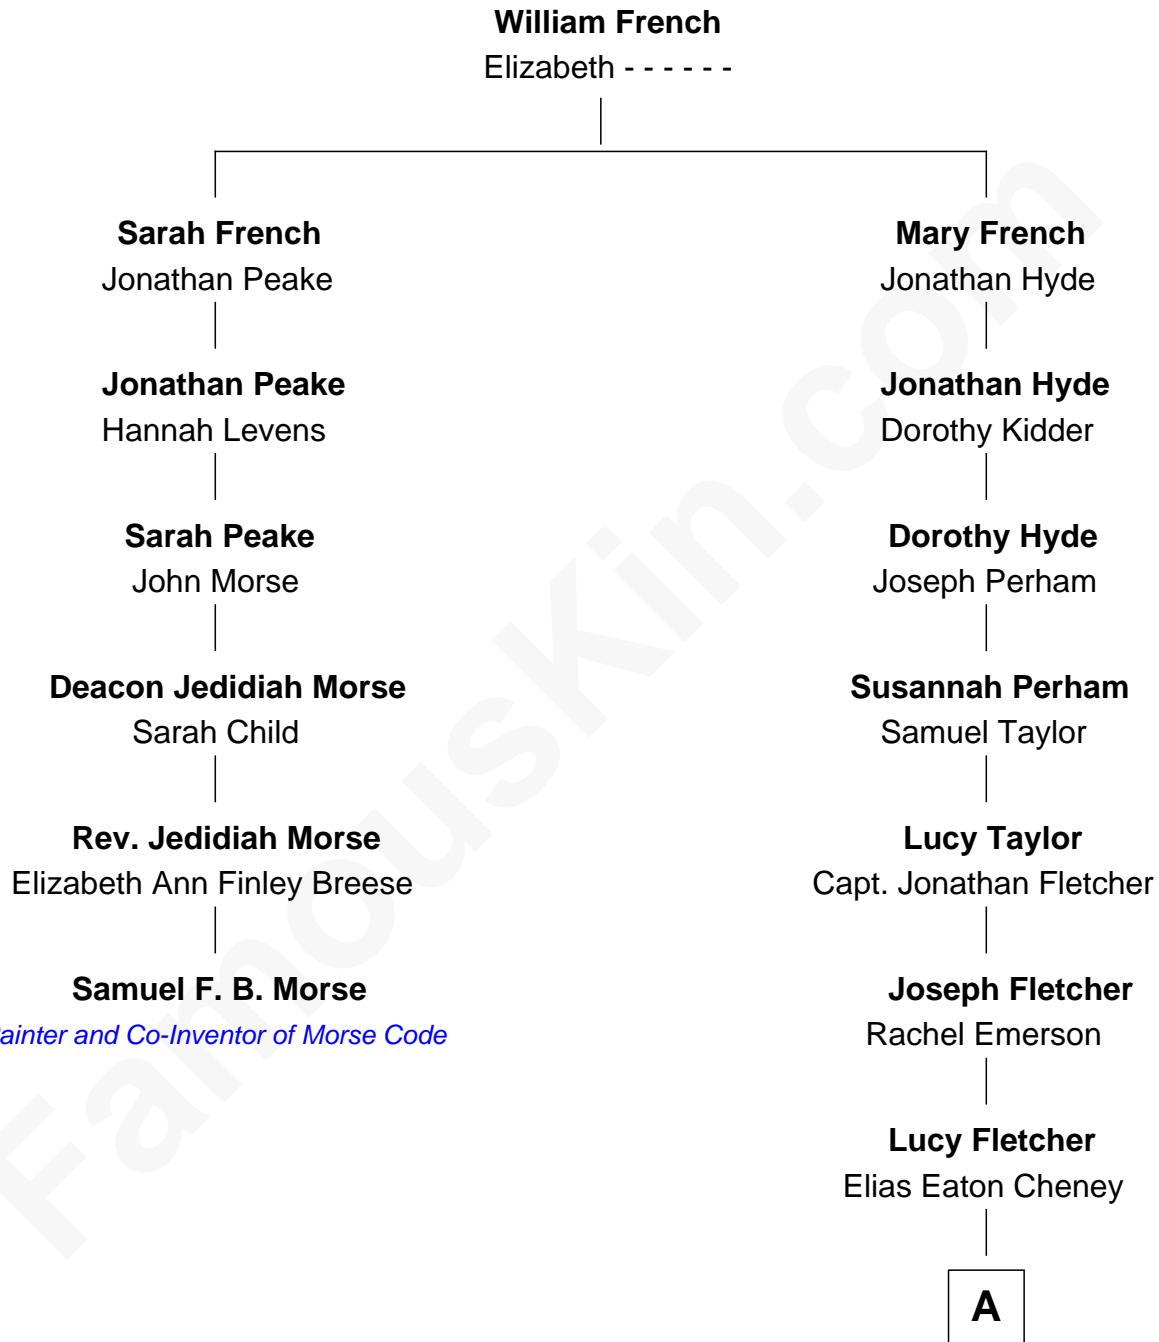 William French
Elizabeth - - - - - -
Sarah French
Jonathan Peake
Mary French
Jonathan Hyde
Jonathan Peake
Hannah Levens
Jonathan Hyde
Dorothy Kidder
Sarah Peake
John Morse
Dorothy Hyde
Joseph Perham
Deacon Jedidiah Morse
Sarah Child
Susannah Perham
Samuel Taylor
Rev. Jedidiah Morse
Elizabeth Ann Finley Breese
Lucy Taylor
Capt. Jonathan Fletcher
Samuel F. B. Morse
ainter and Co-Inventor of Morse Code
Joseph Fletcher
Rachel Emerson
Lucy Fletcher
Elias Eaton Cheney
A
FamousKin.com